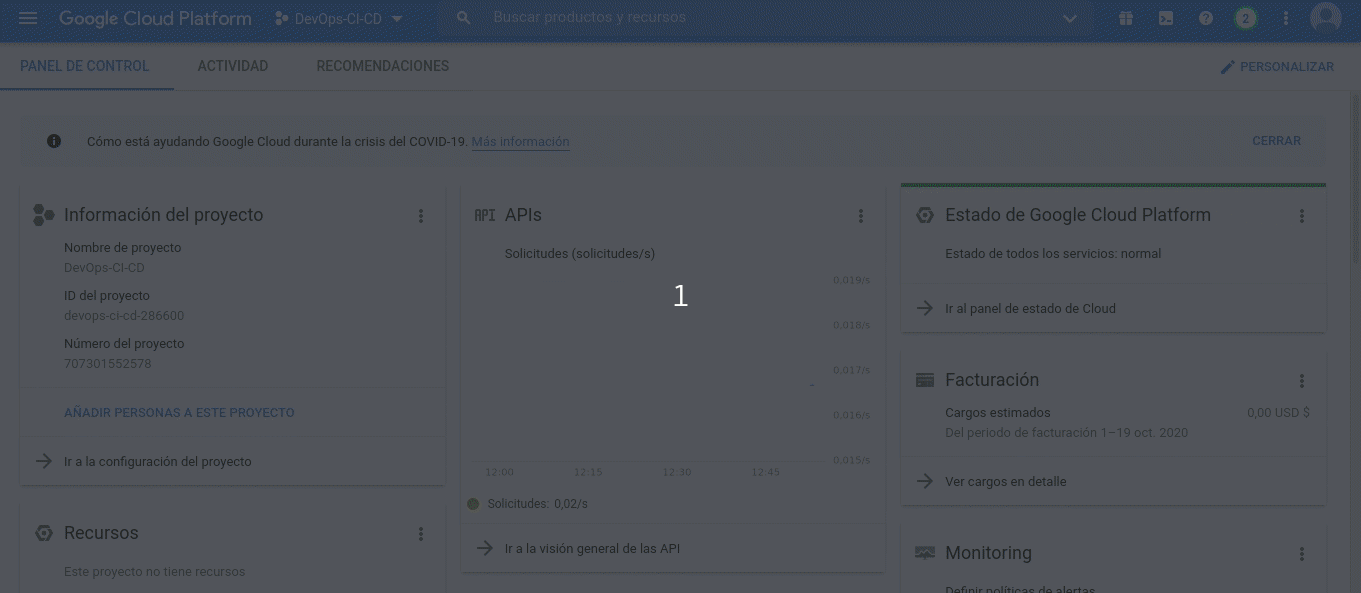 Google Cloud Platform DevOps-CI-CD Buscar productos y recursos 2
PANEL DE CONTROL ACTIVIDAD RECOMENDACIONES PERSONALIZAR
Cómo está ayudando Google Cloud durante la crisis del COVID-19. Más información CERRAR
Información del proyecto
Nombre de proyecto
DevOps-CI-CD
ID del proyecto
devops-ci-cd-286600
Número del proyecto
707301552578
AÑADIR PERSONAS A ESTE PROYECTO
Ir a la configuración del proyecto
Recursos
Este proyecto no tiene recursos
API APIs
Solicitudes (solicitudes/s)
0.019/s
0.018/s
0,017/s
0.016/s
0.015/s
12:00 12:15 12:30 12:45
Solicitudes: 0,02/s
Ir a la visión general de las API
1
Estado de Google Cloud Platform
Estado de todos los servicios: normal
Ir al panel de estado de Cloud
Facturación
Cargos estimados 0,00 USD $
Del periodo de facturación 1–19 oct. 2020
Ver cargos en detalle
Monitoring
Definir políticas de alertas